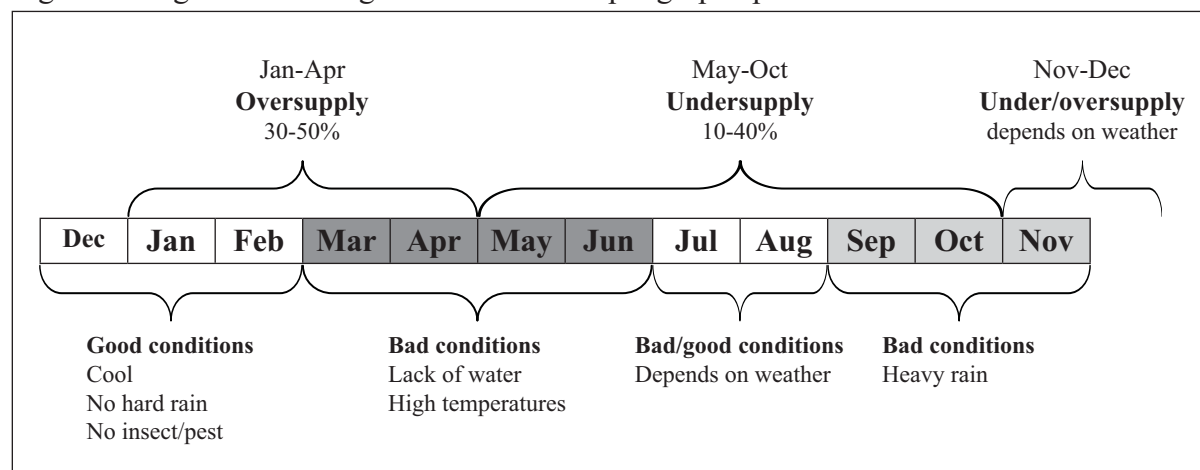 Jan-Apr
Oversupply
30-50%
May-Oct
Undersupply
10-40%
Nov-Dec
Under/oversupply
depends on weather
Dec Jan Feb Mar Apr May Jun Jul Aug Sep Oct Nov
Good conditions
Cool
No hard rain
No insect/pest
Bad conditions
Lack of water
High temperatures
Bad/good conditions
Depends on weather
Bad conditions
Heavy rain